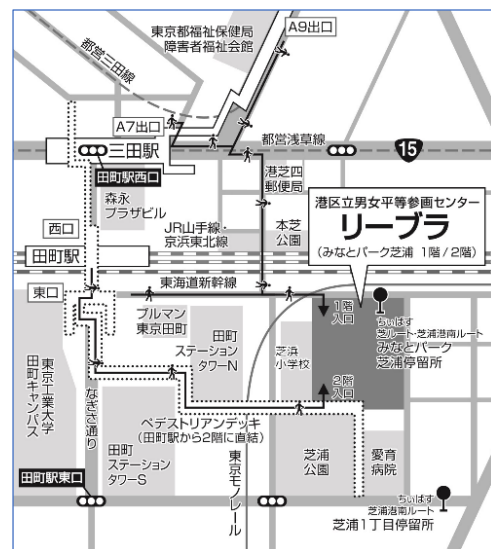 東京都福祉保健局
障害者福祉会館
A9出口
都営三田線
A7出口
三田駅
都営浅草線
15
田町駅西口
港芝四
郵便局
森永
プラザビル
西口
JR山手線・
京浜東北線
本芝
公園
港区立男女平等参画センター
リーブラ
(みなとパーク芝浦 1階/2階)
田町駅
東口
東海道新幹線
プルマン
東京田町
1階
入口
ちぃばす
芝ルート・芝浦港南ルート
みなとパーク
芝浦停留所
田町
ステーション
タワーN
芝浜
小学校
2階
入口
東京工業大学
田町キャンパス
なぎさ通り
ペデストリアンデッキ
(田町駅から2階に直結)
田町
ステーション
タワーS
東京モノレール
芝浦
公園
愛育
病院
田町駅東口
ちぃばす
芝浦港南ルート
芝浦1丁目停留所